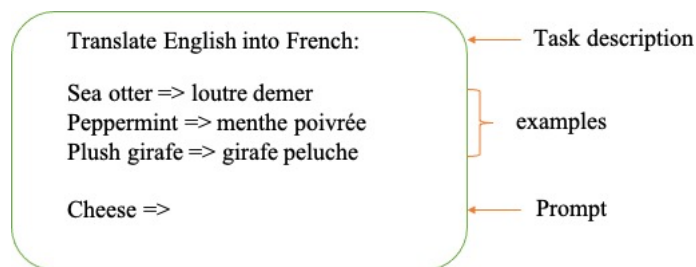 Translate English into French:
Task description
Sea otter => loutre demer
Peppermint => menthe poivrée
Plush girafe => girafe peluche
examples
Cheese =>
Prompt